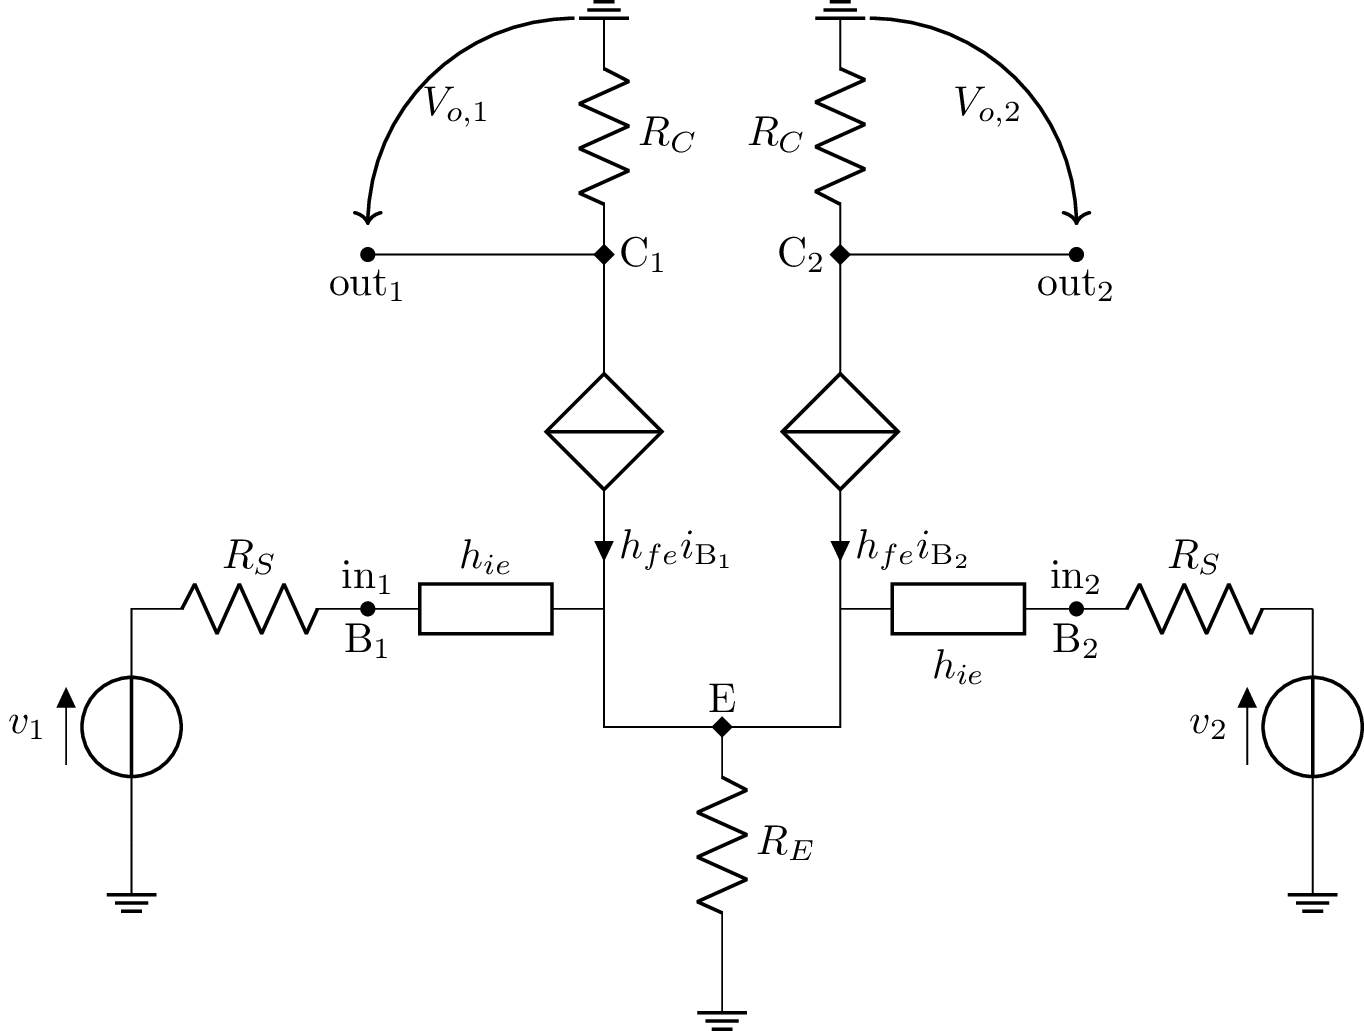 V_{o,1}
V_{o,2}
R_C
R_C
C_1
C_2
out_1
out_2
h_{fe}i_{B_1}
h_{fe}i_{B_2}
R_S
h_{ie}
in_1
in_2
R_S
B_1
B_2
h_{ie}
E
v_1
v_2
R_E